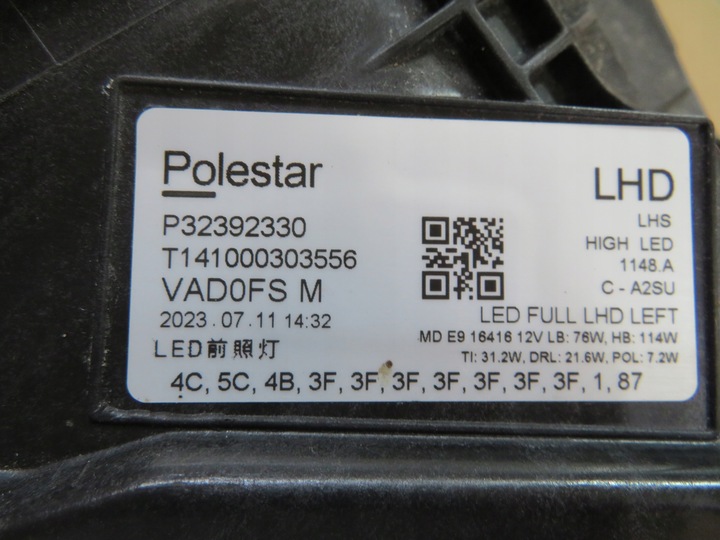 Polestar
LHD
P32392330
LHS
T141000303556
HIGH LED
1148.A
VAD0FS M
C - A2SU
2023.07.11 14:32
LED FULL LHD LEFT
LED前照灯
MD E9 16416 12V LB: 76W, HB: 114W
TI: 31.2W, DRL: 21.6W, POL: 7.2W
4C, 5C, 4B, 3F, 3F, 3F, 3F, 3F, 3F, 3F, 1, 87